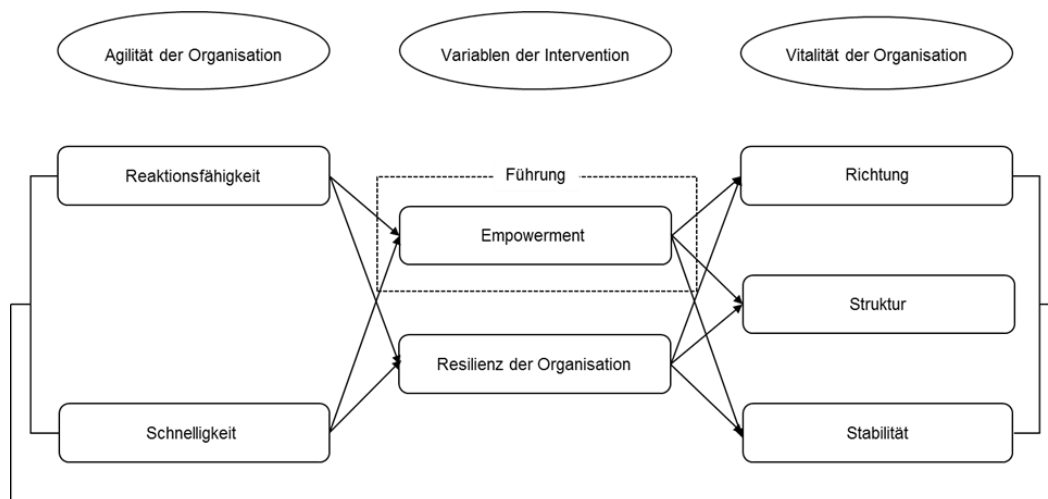 Agilität der Organisation
Variablen der Intervention
Vitalität der Organisation
Reaktionsfähigkeit
Führung
Richtung
Empowerment
Struktur
Resilienz der Organisation
Schnelligkeit
Stabilität